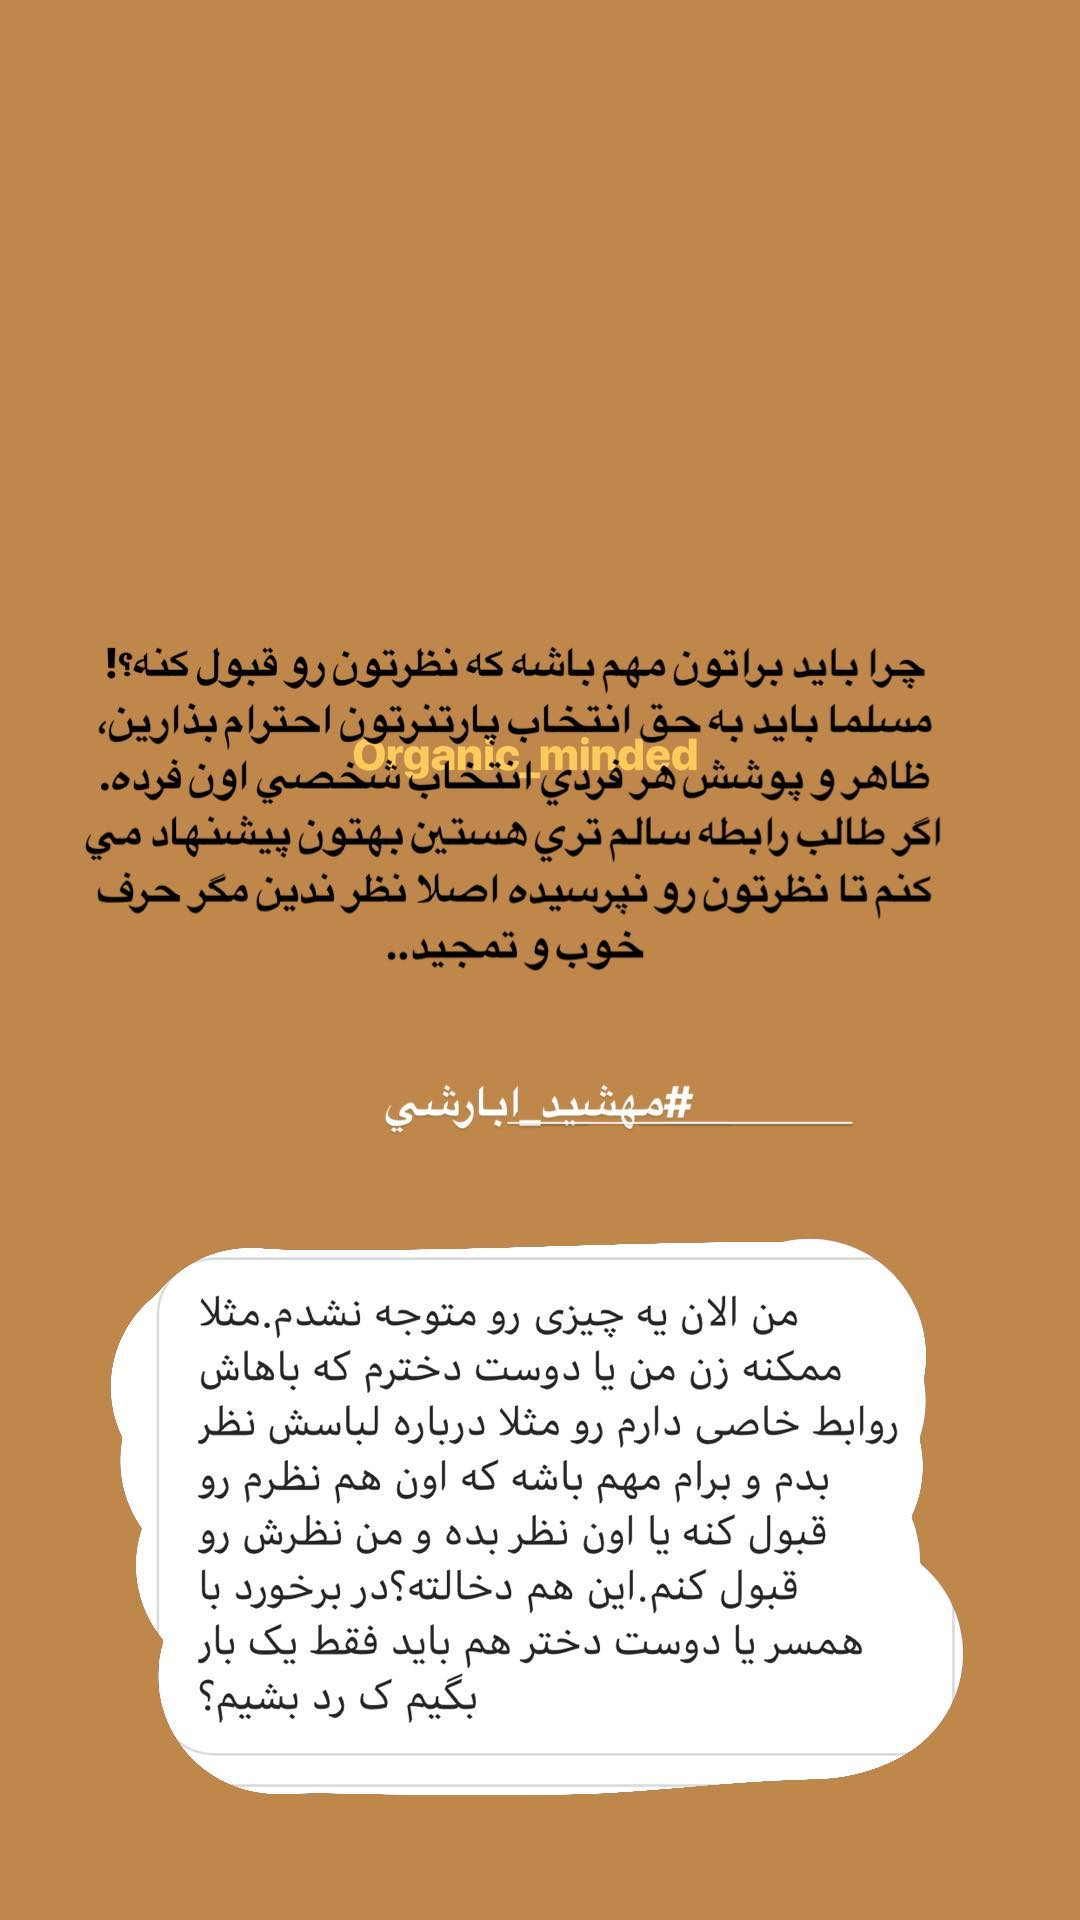 چرا باید براتون مهم باشه که نظرتون رو قبول کنه؟!
مسلما باید به حق انتخاب پارتنرتون احترام بذارین،
Organic_minded
ظاهر و پوشش هر فردي انتخاب شخصي اون فرده.
اگر طالب رابطه سالم تري هستين بهتون پیشنهاد مي
کنم تا نظرتون رو نپرسیده اصلا نظر ندین مگر حرف
خوب و تمجید..
#مهشید_ابارشي
من الان یه چیزی رو متوجه نشدم.مثلا
ممکنه زن من یا دوست دخترم که باهاش
روابط خاصی دارم رو مثلا درباره لباسش نظر
بدم و برام مهم باشه که اون هم نظرم رو
قبول کنه یا اون نظر بده و من نظرش رو
قبول کنم.این هم دخالته؟در برخورد با
همسر یا دوست دختر هم باید فقط یک بار
بگیم ک رد بشیم؟